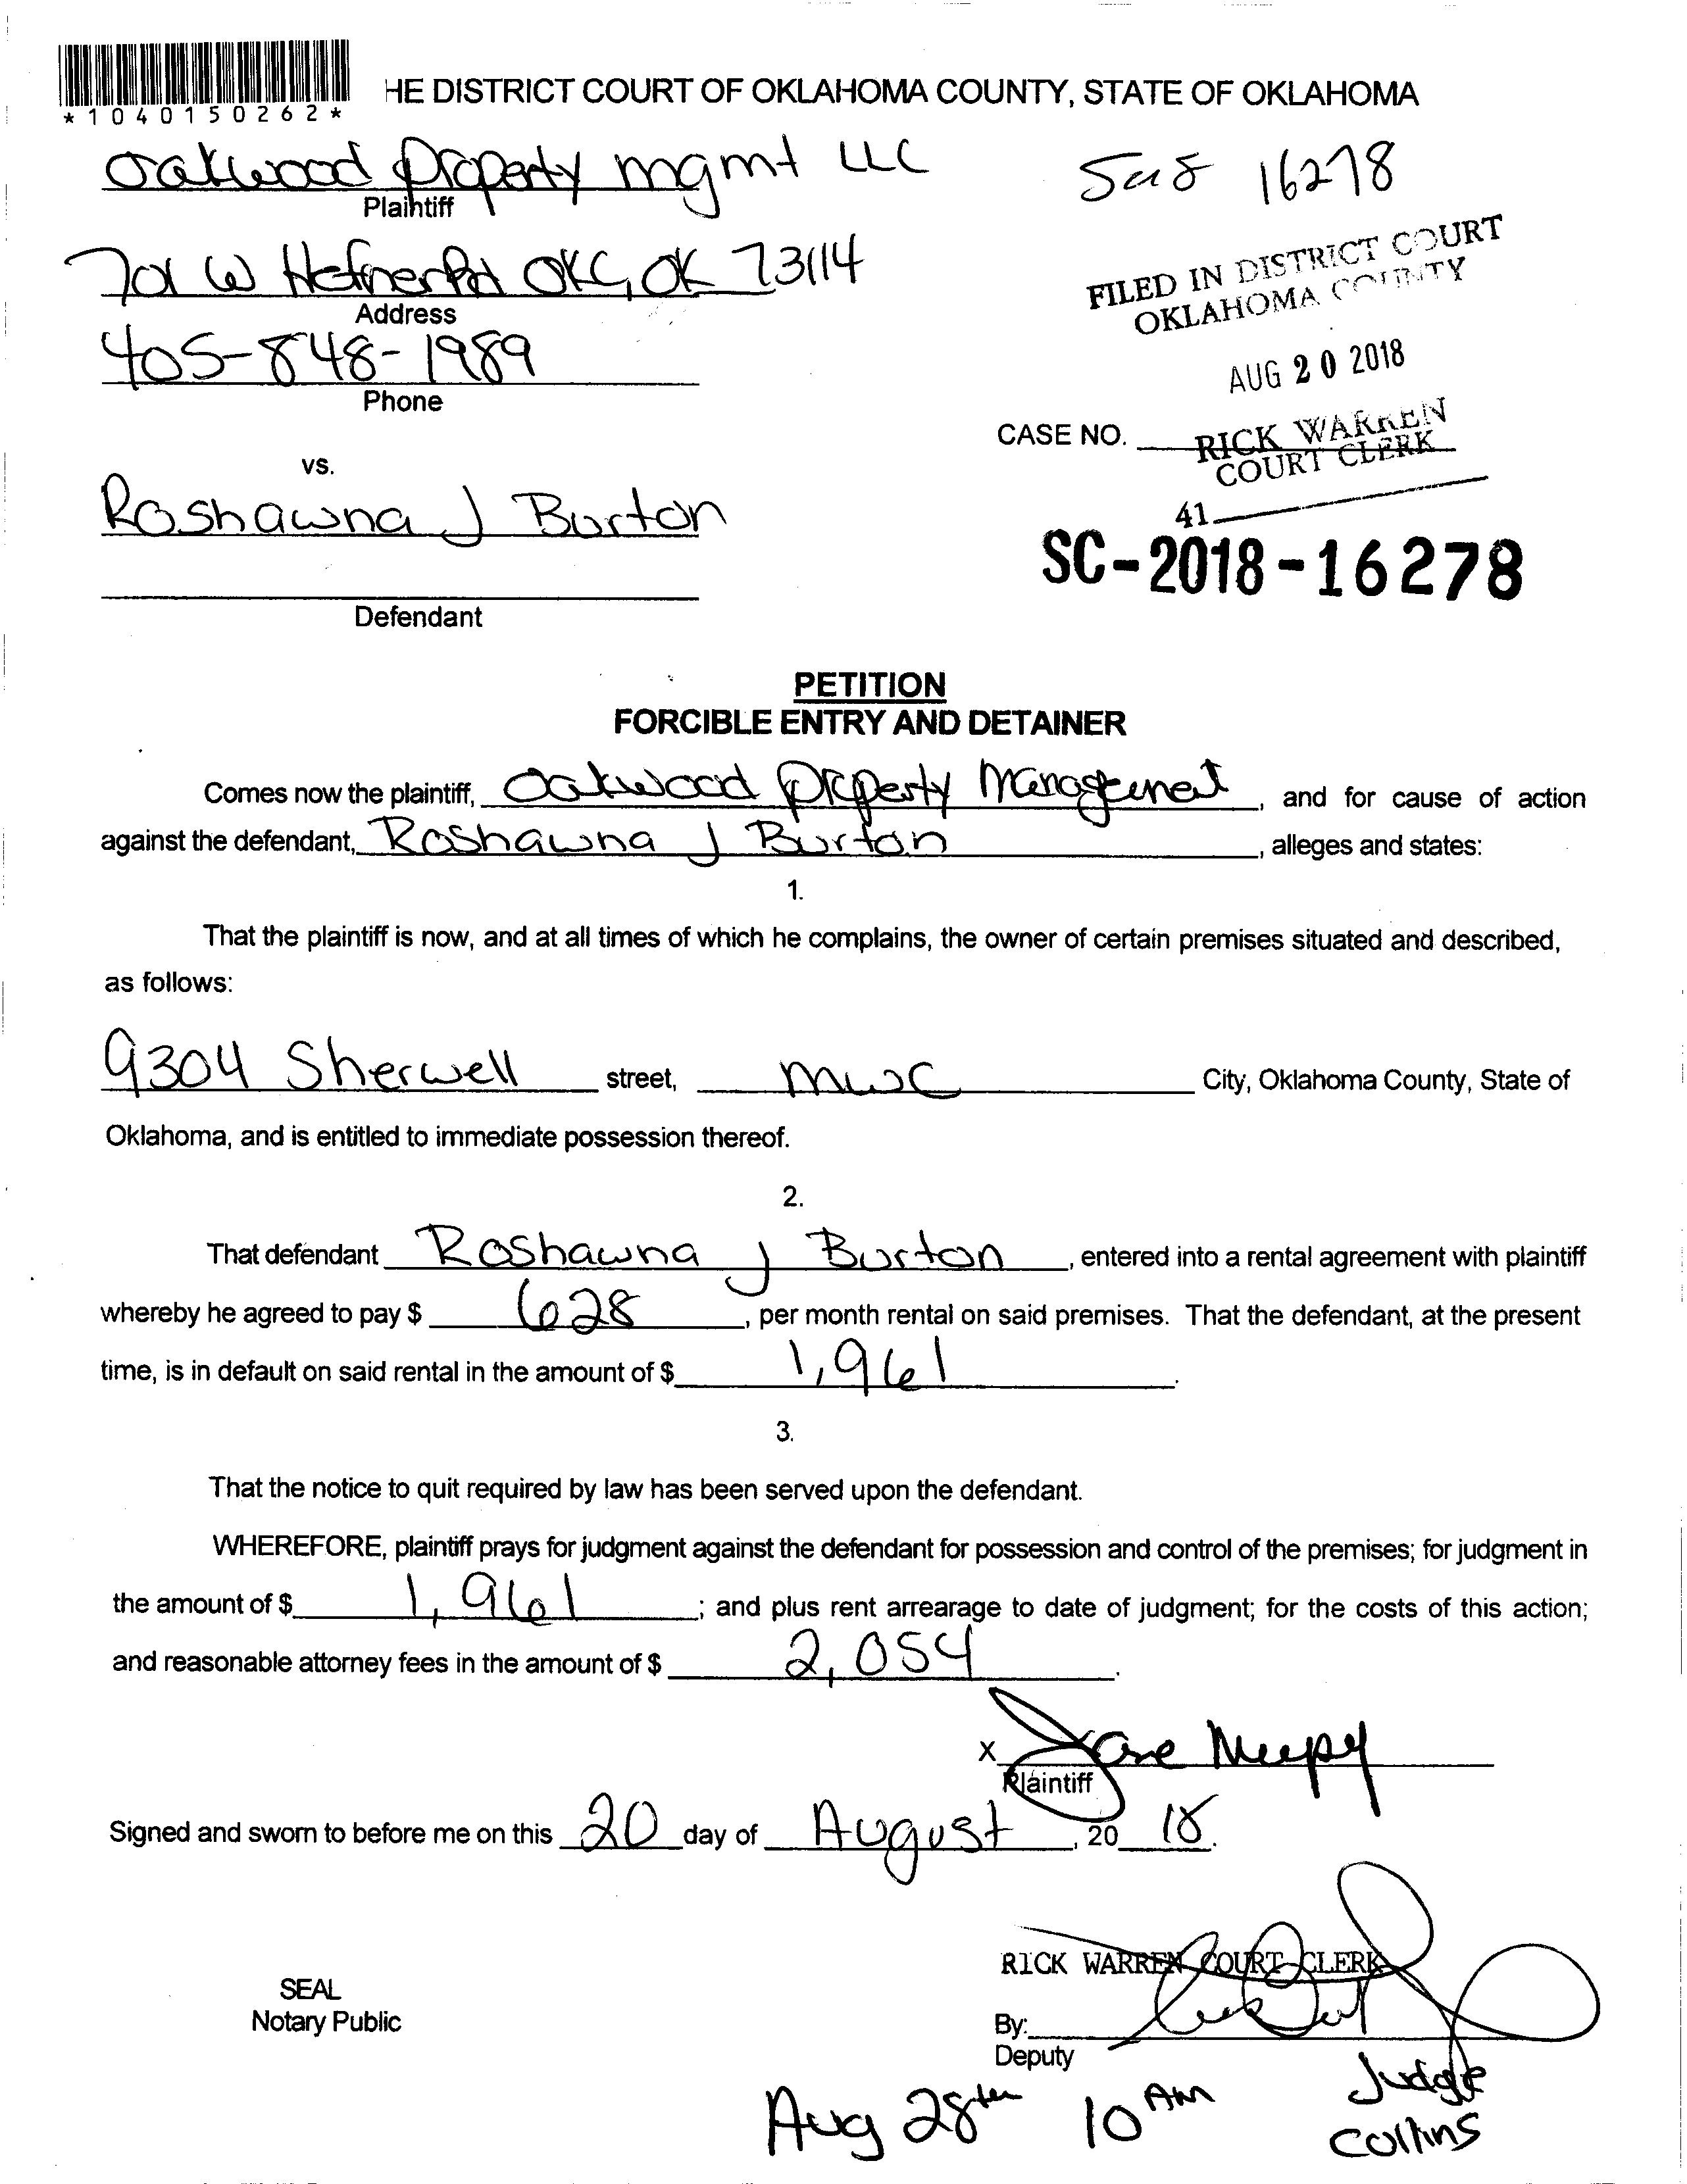 *1040150262*
HE DISTRICT COURT OF OKLAHOMA COUNTY, STATE OF OKLAHOMA
Oakwood Property mgmt LLC
Plaintiff
16278
701 W Hefner Rd OKC, OK 73114
Address
FILED IN DISTRICT COURT
OKLAHOMA COUNTY
405-848-1989
Phone
AUG 20 2018
CASE NO.
RICK WARREN
COURT CLERK
vs.
Roshawna J Burton
41
SC-2018-16278
Defendant
PETITION
FORCIBLE ENTRY AND DETAINER
Comes now the plaintiff, Oakwood Property Management, and for cause of action
against the defendant, Roshawna J Burton, alleges and states:
1.
That the plaintiff is now, and at all times of which he complains, the owner of certain premises situated and described,
as follows:
9304 Sherwell street, MWC City, Oklahoma County, State of
Oklahoma, and is entitled to immediate possession thereof.
2.
That defendant Roshawna J Burton, entered into a rental agreement with plaintiff
whereby he agreed to pay $ 628, per month rental on said premises. That the defendant, at the present
time, is in default on said rental in the amount of $ 1,961.
3.
That the notice to quit required by law has been served upon the defendant.
WHEREFORE, plaintiff prays for judgment against the defendant for possession and control of the premises; for judgment in
the amount of $ 1,961; and plus rent arrearage to date of judgment; for the costs of this action;
and reasonable attorney fees in the amount of $ 2,054.
X
Plaintiff
Signed and sworn to before me on this 20 day of August, 20 18.
RICK WARREN COURT CLERK
SEAL
Notary Public
By:
Deputy
Aug 28th 10 AM Judge
Collins